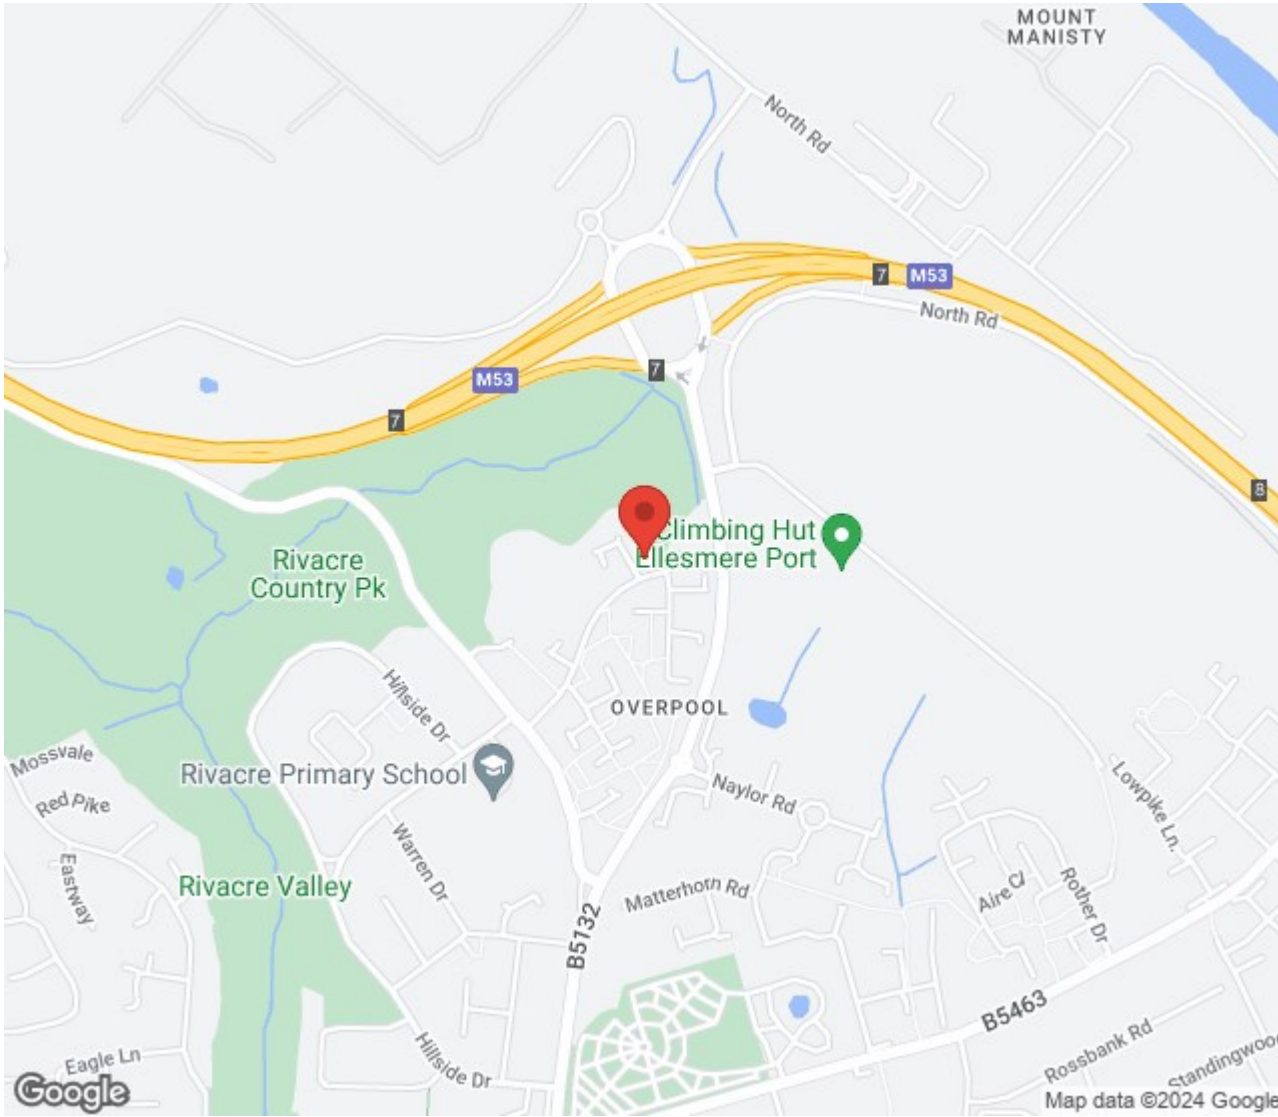 MOUNT
MANISTY
North Rd
7
M53
North Rd
7
M53
7
8
Climbing Hut
Ellesmere Port
Rivacre
Country Pk
Hillside Dr
OVERPOOL
Mossvale
Rivacre Primary School
Naylor Rd
Lowpike Ln.
Red Pike
Warren Dr
Eastway
Rivacre Valley
Matterhorn Rd
Aire Cl
Rother Dr
B5132
B5463
Eagle Ln
Hillside Dr
Rossbank Rd
Standingwood
Google
Map data ©2024 Google